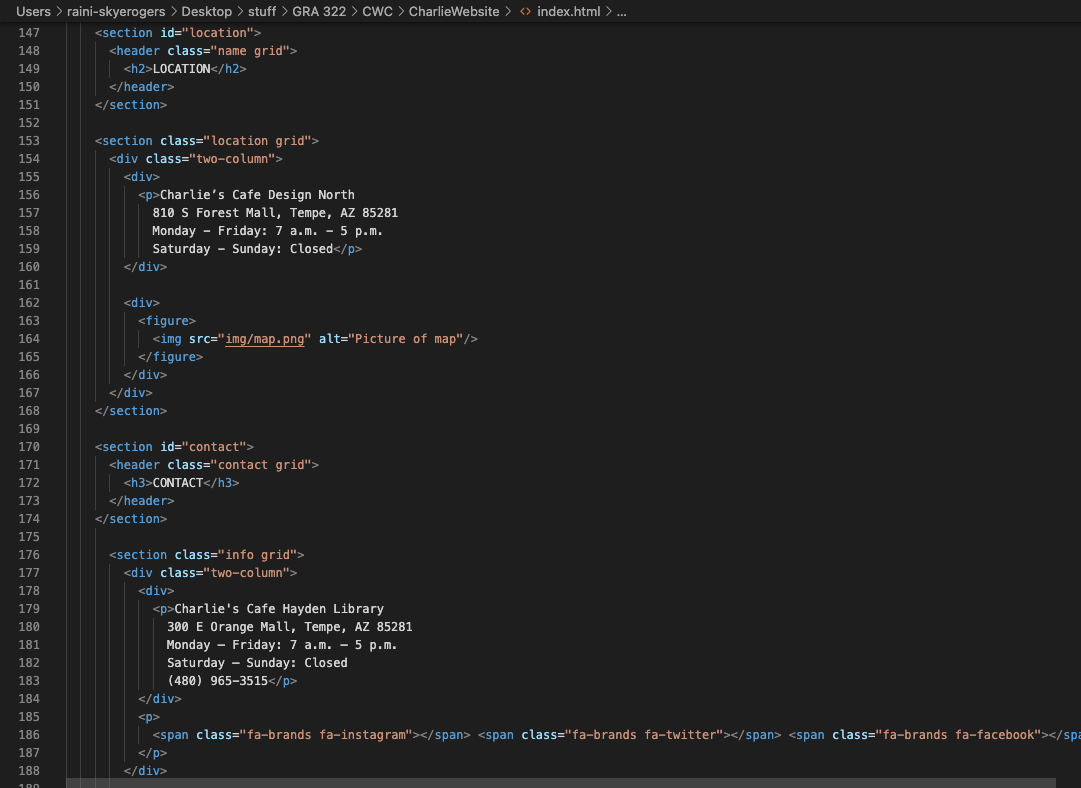 Users > raini-skyerogers > Desktop > stuff > GRA 322 > CWC > CharlieWebsite > <> index.html > ...
147 <section id="location">
148 <header class="name grid">
149 <h2>LOCATION</h2>
150 </header>
151 </section>
152
153 <section class="location grid">
154 <div class="two-column">
155 <div>
156 <p>Charlie’s Cafe Design North
157 810 S Forest Mall, Tempe, AZ 85281
158 Monday – Friday: 7 a.m. – 5 p.m.
159 Saturday – Sunday: Closed</p>
160 </div>
161
162 <div>
163 <figure>
164 <img src="img/map.png" alt="Picture of map"/>
165 </figure>
166 </div>
167 </div>
168 </section>
169
170 <section id="contact">
171 <header class="contact grid">
172 <h3>CONTACT</h3>
173 </header>
174 </section>
175
176 <section class="info grid">
177 <div class="two-column">
178 <div>
179 <p>Charlie's Cafe Hayden Library
180 300 E Orange Mall, Tempe, AZ 85281
181 Monday – Friday: 7 a.m. – 5 p.m.
182 Saturday – Sunday: Closed
183 (480) 965-3515</p>
184 </div>
185 <p>
186 <span class="fa-brands fa-instagram"></span> <span class="fa-brands fa-twitter"></span> <span class="fa-brands fa-facebook"></spa
187 </p>
188 </div>
189